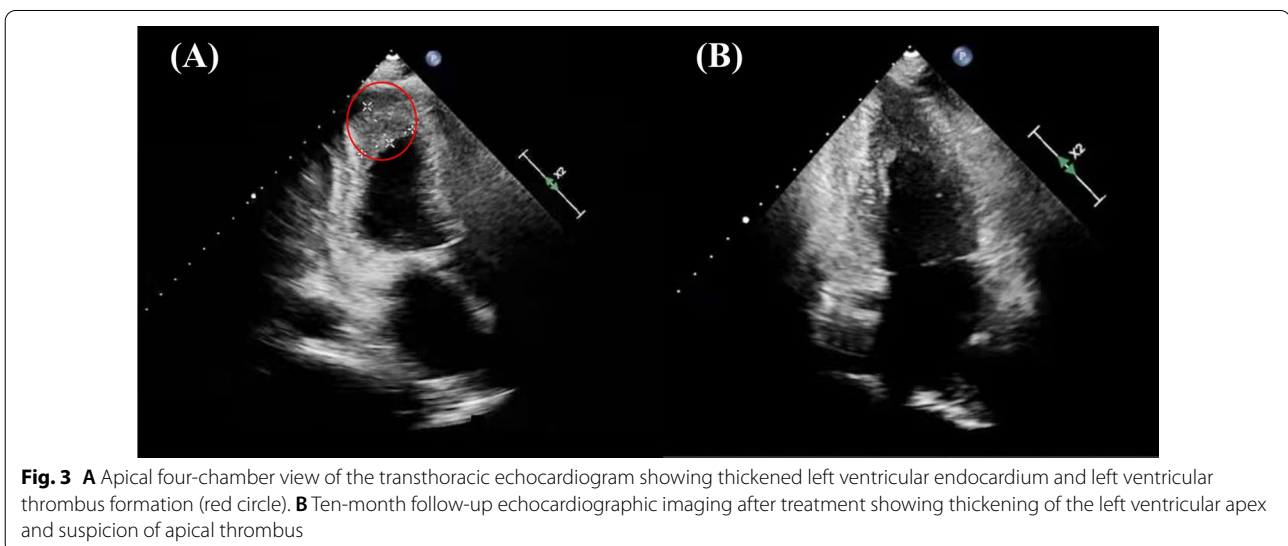 (A)
P
X2
(B)
P
X2
Fig. 3 A Apical four-chamber view of the transthoracic echocardiogram showing thickened left ventricular endocardium and left ventricular
thrombus formation (red circle). B Ten-month follow-up echocardiographic imaging after treatment showing thickening of the left ventricular apex
and suspicion of apical thrombus